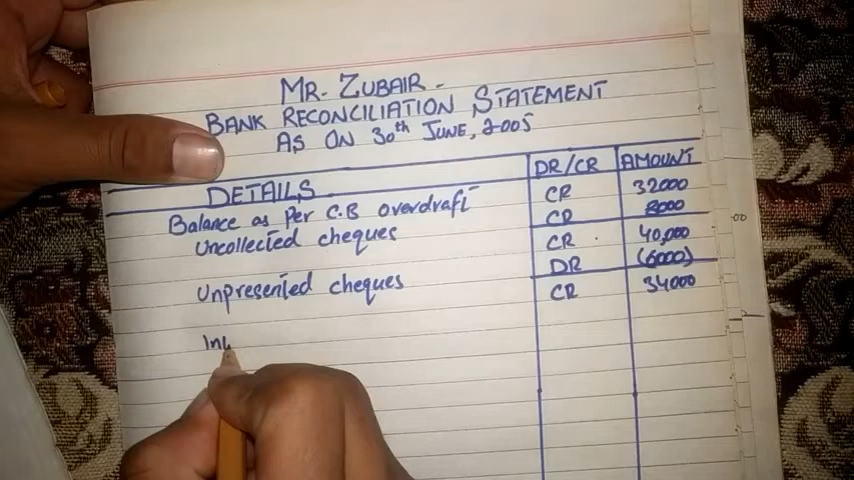 MR. ZUBAIR.
BANK RECONCILIATION STATEMENT
AS ON 30th JUNE, 2005
DETAILS DR/CR AMOUNT
Balance as Per C.B overdraft CR 32000
Uncollected cheques CR 8000
CR 40,000
Unpresented cheques DR (6000)
CR 34000